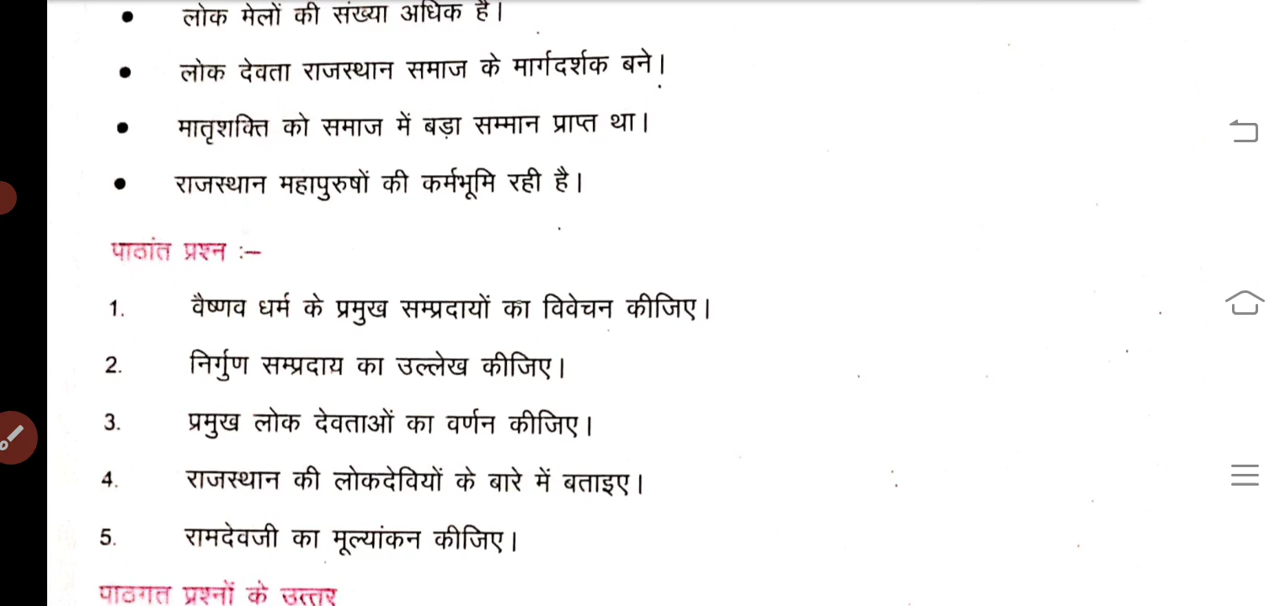 • लोक मेलों की संख्या अधिक है।
• लोक देवता राजस्थान समाज के मार्गदर्शक बने।
• मातृशक्ति को समाज में बड़ा सम्मान प्राप्त था।
• राजस्थान महापुरुषों की कर्मभूमि रही है।
पाठांत प्रश्न :–
1. वैष्णव धर्म के प्रमुख सम्प्रदायों का विवेचन कीजिए।
2. निर्गुण सम्प्रदाय का उल्लेख कीजिए।
3. प्रमुख लोक देवताओं का वर्णन कीजिए।
4. राजस्थान की लोकदेवियों के बारे में बताइए।
5. रामदेवजी का मूल्यांकन कीजिए।
पाठगत प्रश्नों के उत्तर